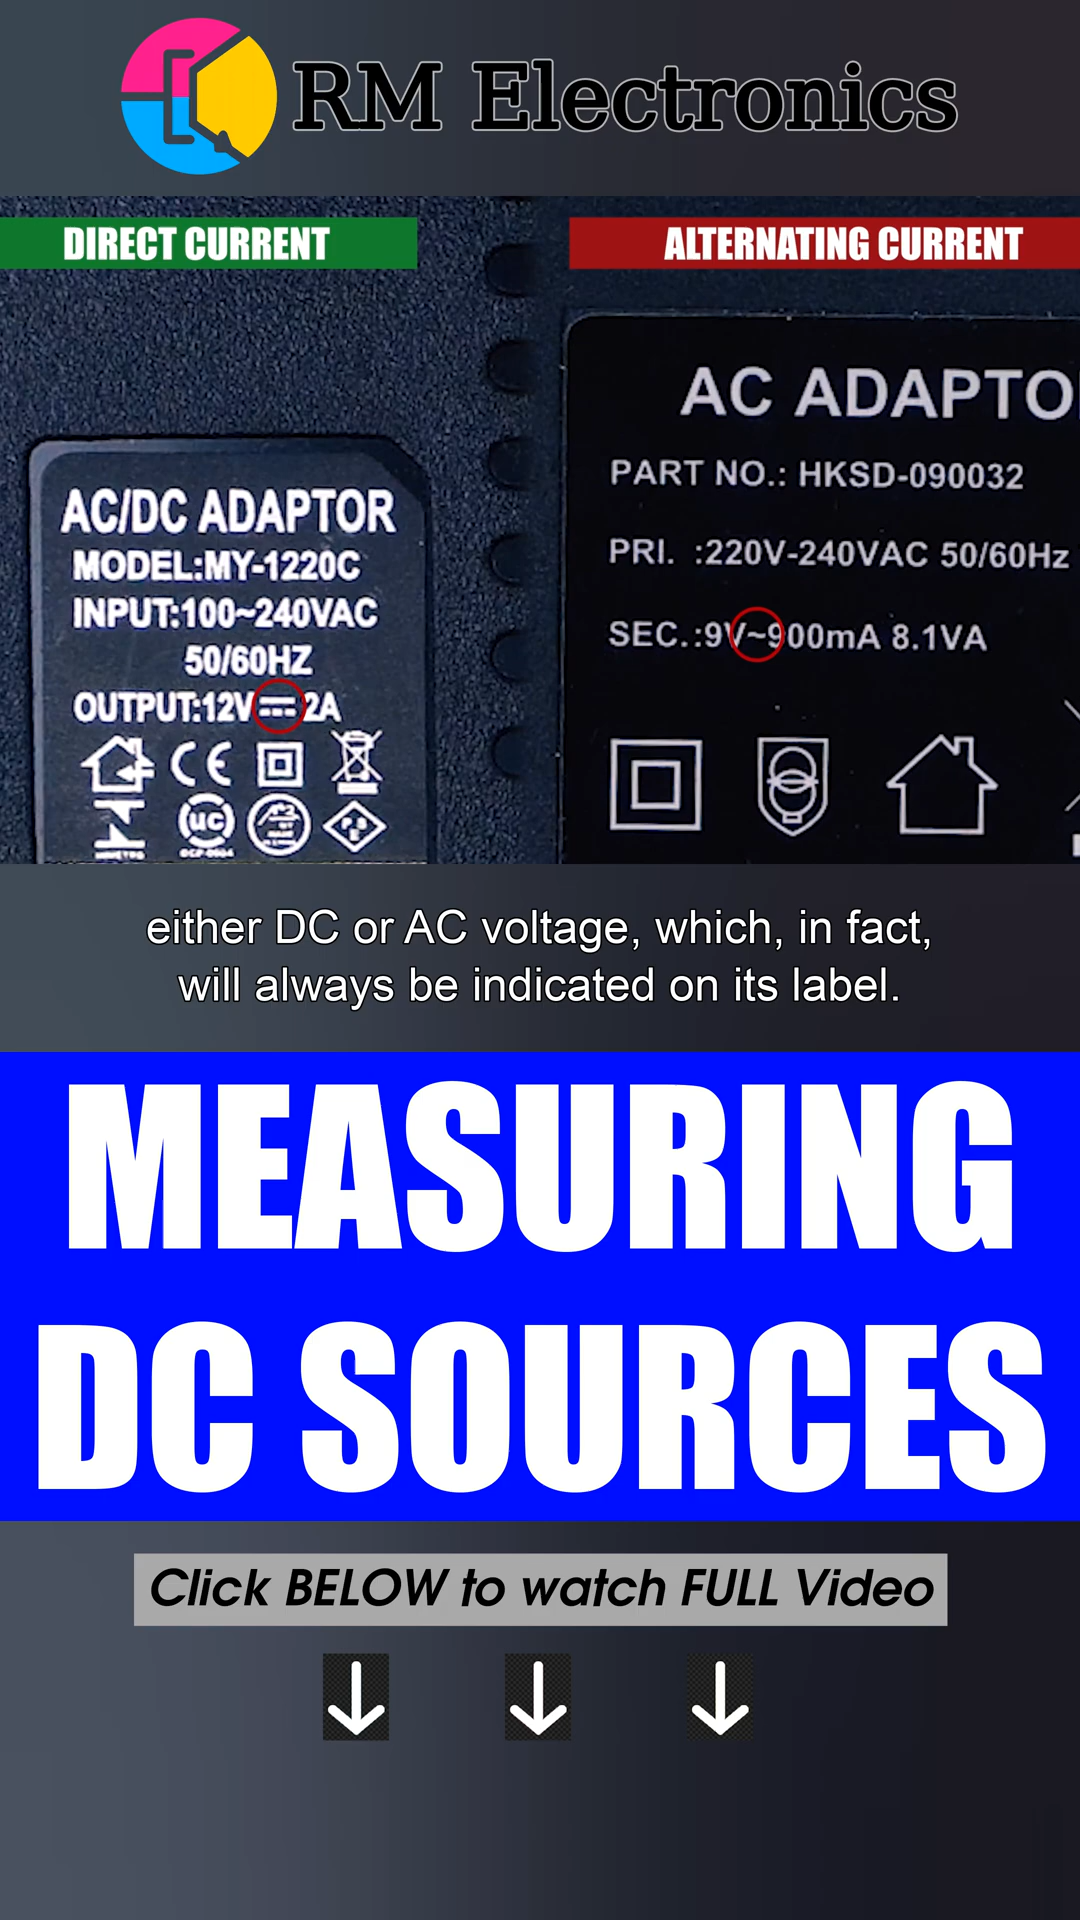 RM Electronics
DIRECT CURRENT
ALTERNATING CURRENT
AC/DC ADAPTOR
MODEL:MY-1220C
INPUT:100~240VAC
50/60HZ
OUTPUT:12V⎓2A
CE
UC
AC ADAPTO
PART NO.: HKSD-090032
PRI. :220V-240VAC 50/60Hz
SEC.:9V~900mA 8.1VA
either DC or AC voltage, which, in fact,
will always be indicated on its label.
MEASURING
DC SOURCES
Click BELOW to watch FULL Video